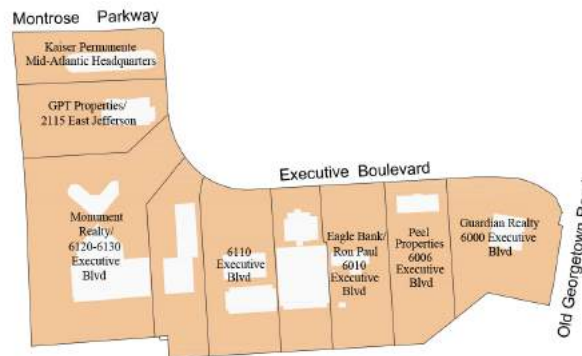 Montrose Parkway
Kaiser Permanente
Mid-Atlantic Headquarters
GPT Properties/
2115 East Jefferson
Executive Boulevard
Monument
Realty/
6120-6130
Executive
Blvd
6110
Executive
Blvd
Eagle Bank/
Ron Paul
6010
Executive
Blvd
Peel
Properties
6006
Executive
Blvd
Guardian Realty
6000 Executive
Blvd
Old Georgetown